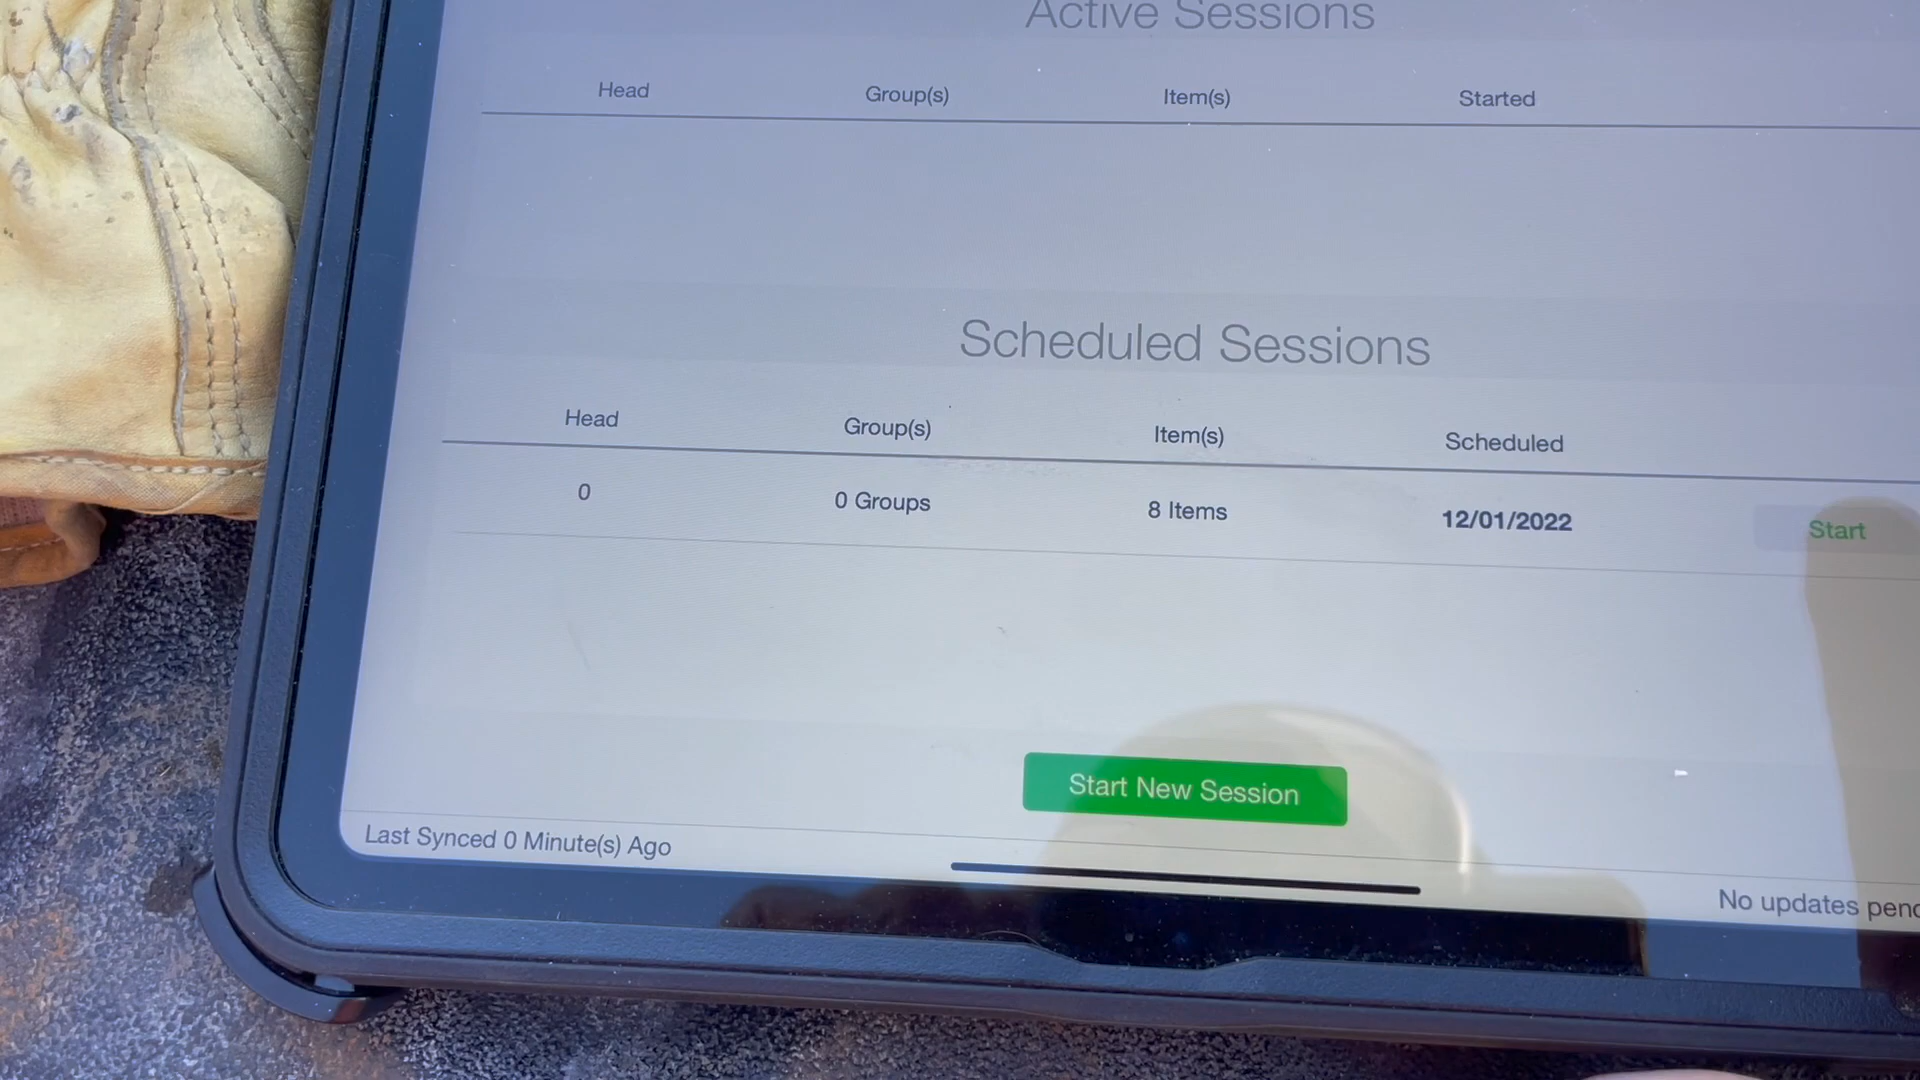 Active Sessions
Head Group(s) Item(s) Started
Scheduled Sessions
Head Group(s) Item(s) Scheduled
0 0 Groups 8 Items 12/01/2022 Start
Start New Session
Last Synced 0 Minute(s) Ago
No updates